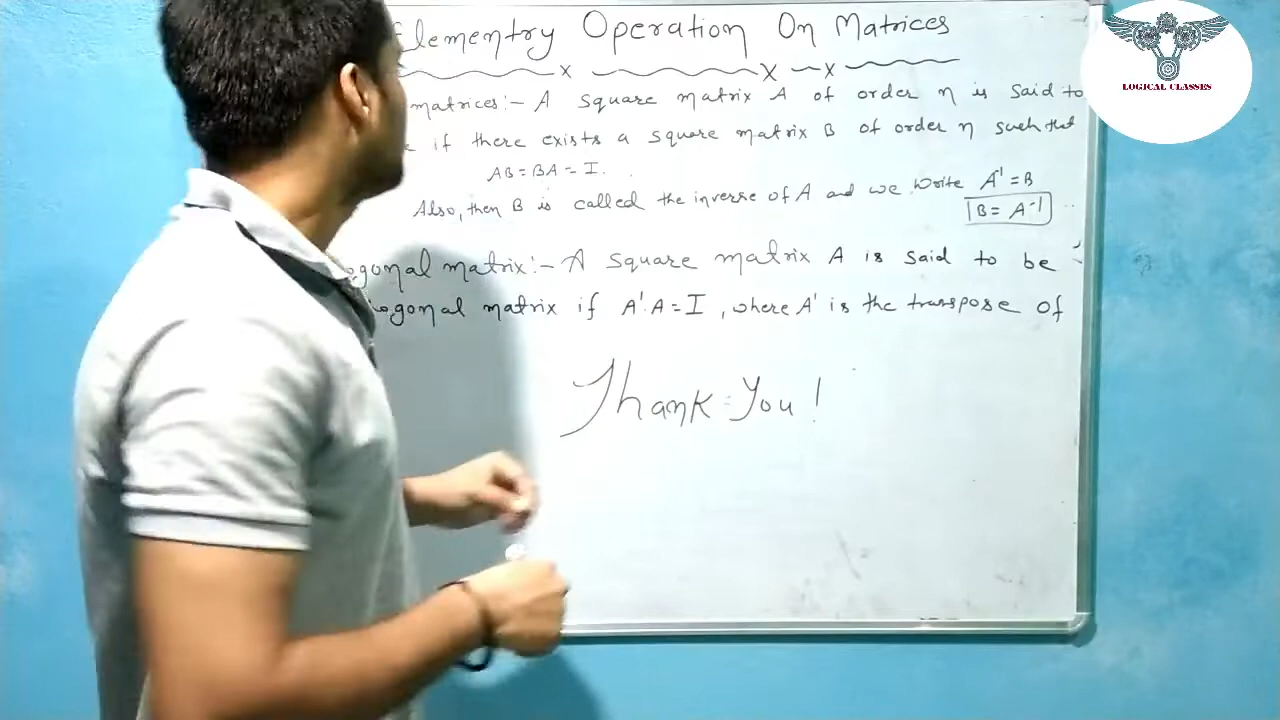 Elementry Operation On Matrices
matrices:- A square matrix A of order n is said to
if there exists a square matrix B of order n such that
AB = BA = I.
Also, then B is called the inverse of A and we write A⁻¹ = B
B = A⁻¹
ogonal matrix:- A square matrix A is said to be
ogonal matrix if A'.A = I, where A' is the transpose of
Thank You!
LOGICAL CLASSES